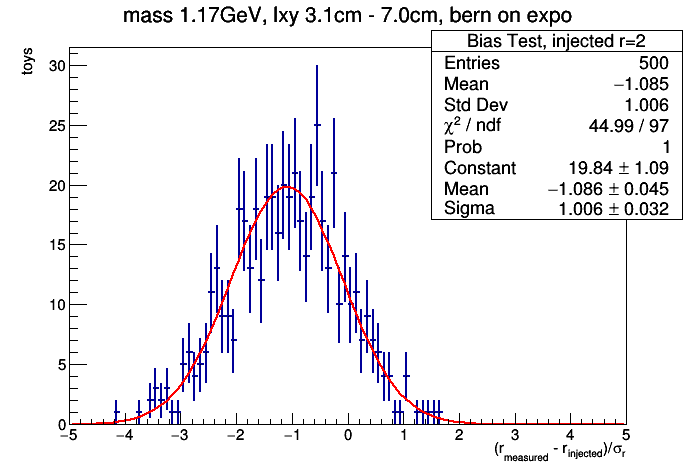 mass 1.17GeV, lxy 3.1cm - 7.0cm, bern on expo
toys
Bias Test, injected r=2
Entries 500
Mean −1.085
Std Dev 1.006
χ² / ndf 44.99 / 97
Prob 1
Constant 19.84 ± 1.09
Mean −1.086 ± 0.045
Sigma 1.006 ± 0.032
30
25
20
15
10
5
0
−5 −4 −3 −2 −1 0 1 2 3 4 5
(r_measured - r_injected)/σ_r